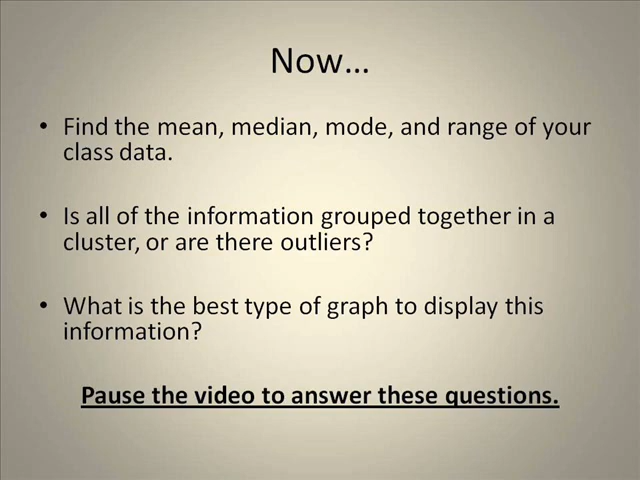 Now…
• Find the mean, median, mode, and range of your
class data.
• Is all of the information grouped together in a
cluster, or are there outliers?
• What is the best type of graph to display this
information?
Pause the video to answer these questions.